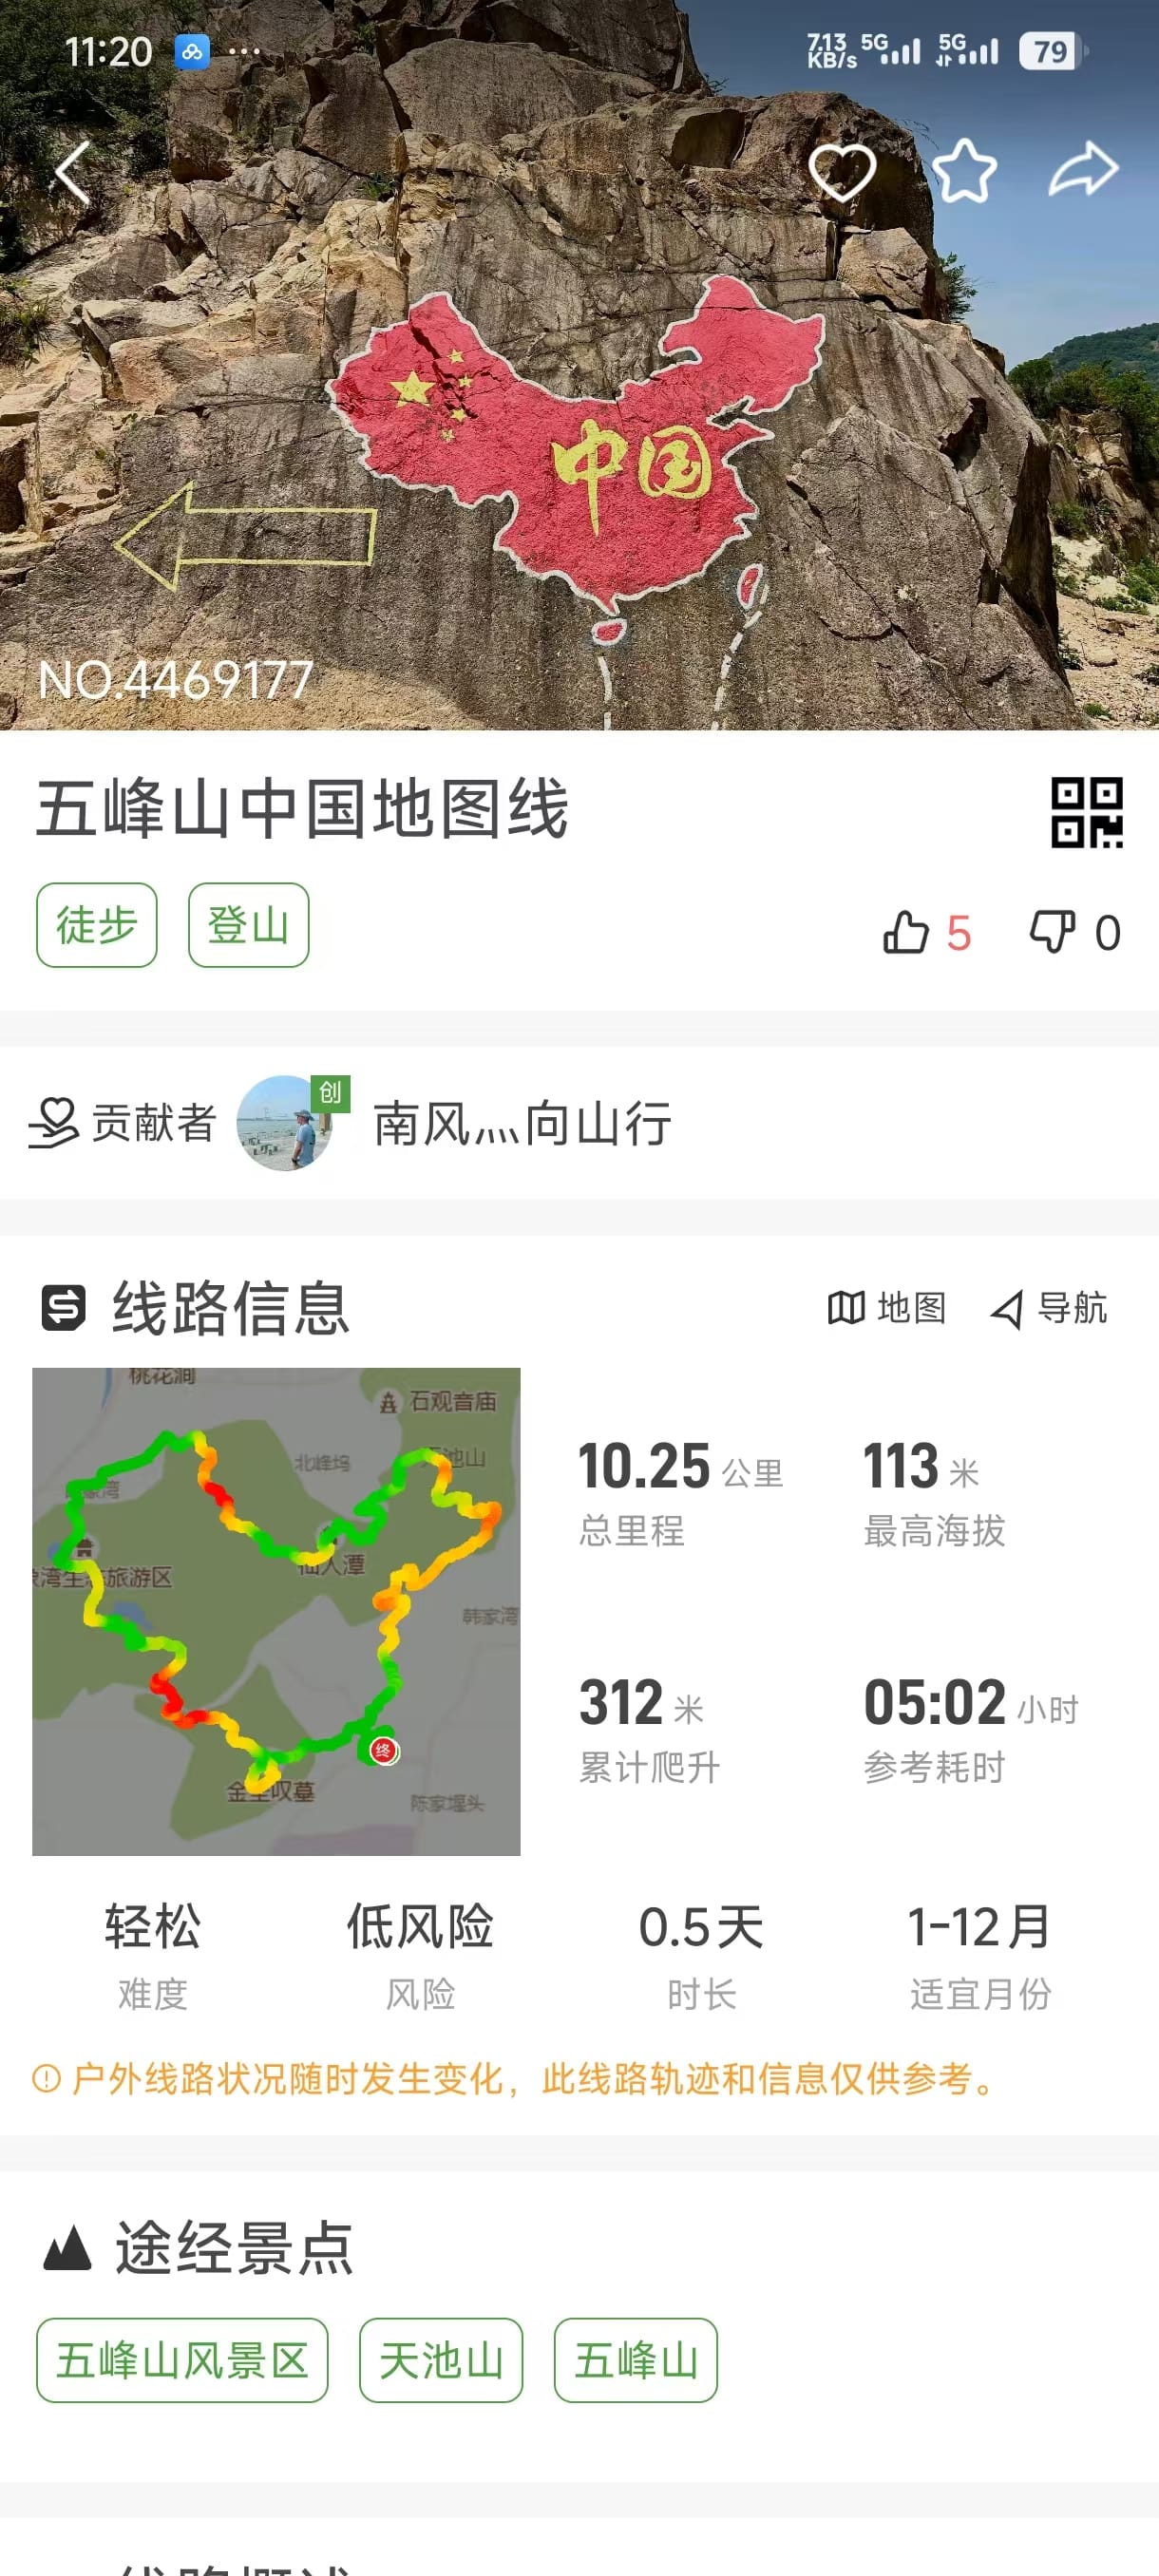 11:20
7.13 KB/s 5G 5G 79
中国
NO.4469177
五峰山中国地图线
徒步 登山
5 0
贡献者 创 南风灬向山行
线路信息 地图 导航
桃花涧
石观音庙
池山
北峰坞
仙人潭
湾生态旅游区
韩家湾
终
陈家堰头
10.25 公里 113 米
总里程 最高海拔
312 米 05:02 小时
累计爬升 参考耗时
轻松 低风险 0.5天 1-12月
难度 风险 时长 适宜月份
户外线路状况随时发生变化，此线路轨迹和信息仅供参考。
途经景点
五峰山风景区 天池山 五峰山